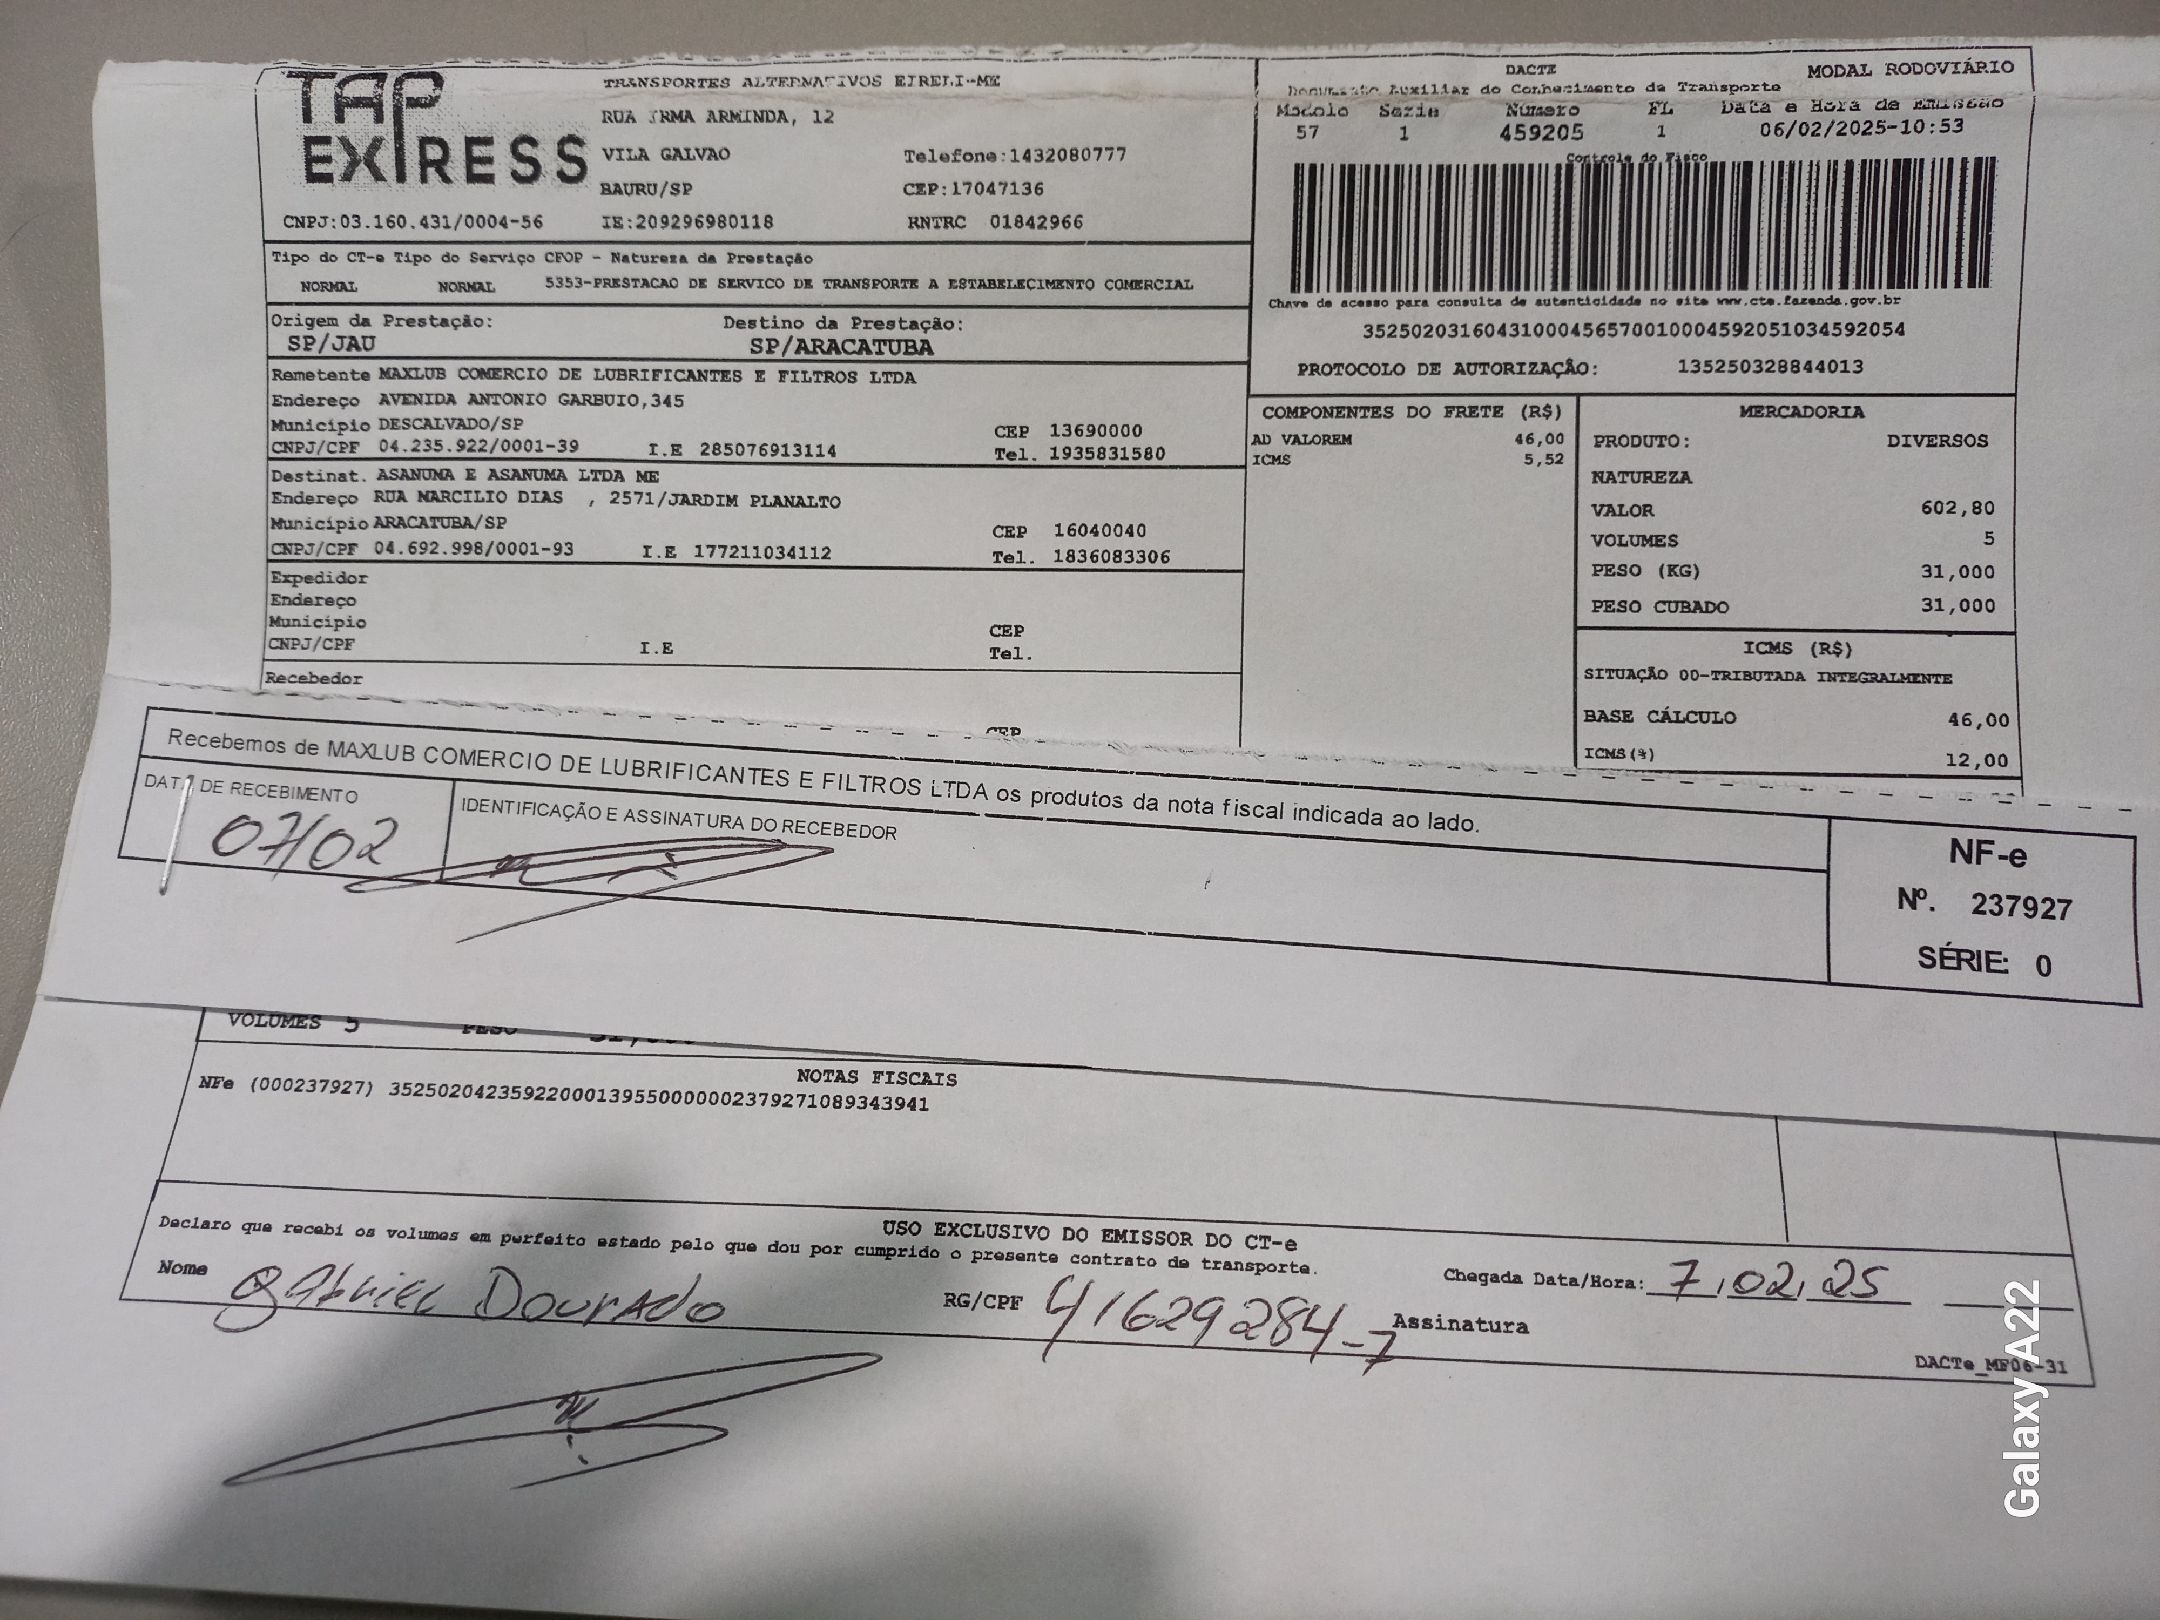 TAP EXPRESS
TRANSPORTES ALTERNATIVOS EIRELI-ME
RUA IRMA ARMINDA, 12
VILA GALVAO Telefone:1432080777
BAURU/SP CEP:17047136
CNPJ:03.160.431/0004-56 IE:209296980118 RNTRC 01842966
DACTE MODAL RODOVIÁRIO
Documento Auxiliar do Conhecimento de Transporte
Modelo Serie Número FL Data e Hora de Emissão
57 1 459205 1 06/02/2025-10:53
Controle do Fisco
Chave de acesso para consulta de autenticidade no site www.cte.fazenda.gov.br
35250203160431000456570010004592051034592054
PROTOCOLO DE AUTORIZAÇÂO: 135250328844013
Tipo do CT-e Tipo do Serviço CFOP - Natureza da Prestação
NORMAL NORMAL 5353-PRESTACAO DE SERVICO DE TRANSPORTE A ESTABELECIMENTO COMERCIAL
Origem da Prestação: Destino da Prestação:
SP/JAU SP/ARACATUBA
Remetente MAXLUB COMERCIO DE LUBRIFICANTES E FILTROS LTDA
Endereço AVENIDA ANTONIO GARBUIO,345
Município DESCALVADO/SP CEP 13690000
CNPJ/CPF 04.235.922/0001-39 I.E 285076913114 Tel. 1935831580
Destinat. ASANUMA E ASANUMA LTDA ME
Endereço RUA MARCILIO DIAS , 2571/JARDIM PLANALTO
Município ARACATUBA/SP CEP 16040040
CNPJ/CPF 04.692.998/0001-93 I.E 177211034112 Tel. 1836083306
Expedidor
Endereço
Município CEP
CNPJ/CPF I.E Tel.
Recebedor
CEP
COMPONENTES DO FRETE (R$)
AD VALOREM 46,00
ICMS 5,52
MERCADORIA
PRODUTO: DIVERSOS
NATUREZA
VALOR 602,80
VOLUMES 5
PESO (KG) 31,000
PESO CUBADO 31,000
ICMS (R$)
SITUAÇÃO 00-TRIBUTADA INTEGRALMENTE
BASE CÁLCULO 46,00
ICMS(%) 12,00
Recebemos de MAXLUB COMERCIO DE LUBRIFICANTES E FILTROS LTDA os produtos da nota fiscal indicada ao lado.
DATA DE RECEBIMENTO IDENTIFICAÇÃO E ASSINATURA DO RECEBEDOR
07/02
NF-e
Nº. 237927
SÉRIE: 0
VOLUMES 5 PESO
NOTAS FISCAIS
NFe (000237927) 35250204235922000139550000002379271089343941
USO EXCLUSIVO DO EMISSOR DO CT-e
Declaro que recebi os volumes em perfeito estado pelo que dou por cumprido o presente contrato de transporte.
Nome Gabriel Dourado RG/CPF 41629284-7 Chegada Data/Hora: 7,02,25
Assinatura
DACTe_MF06-31
Galaxy A22